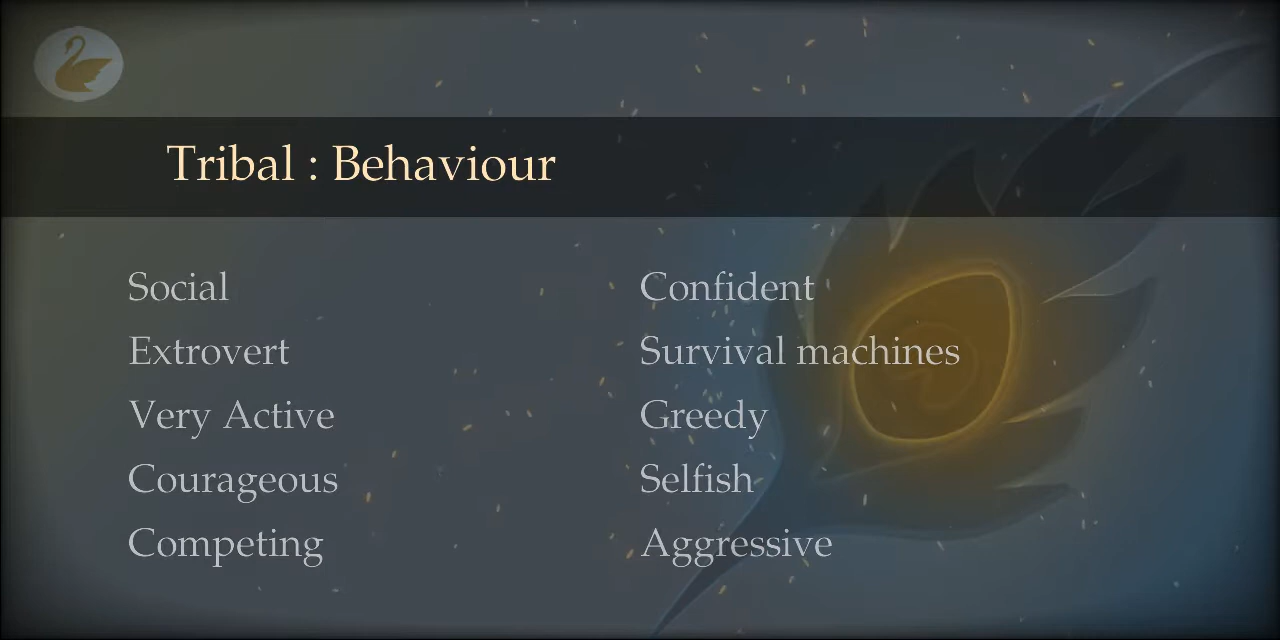 Tribal : Behaviour
Social
Extrovert
Very Active
Courageous
Competing
Confident
Survival machines
Greedy
Selfish
Aggressive